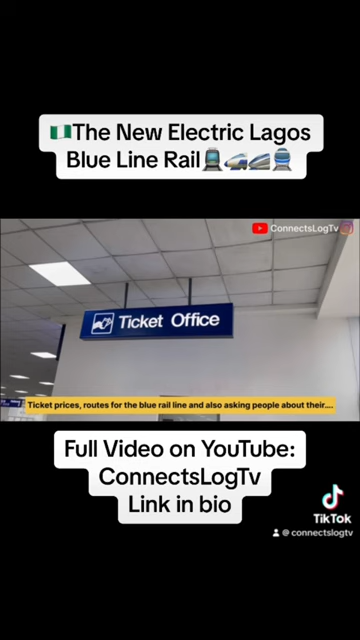 🇳🇬The New Electric Lagos
Blue Line Rail🚈🚅🚄🚆
ConnectsLogTv
Ticket Office
Ticket prices, routes for the blue rail line and also asking people about their....
Full Video on YouTube:
ConnectsLogTv
Link in bio
TikTok
@connectslogtv